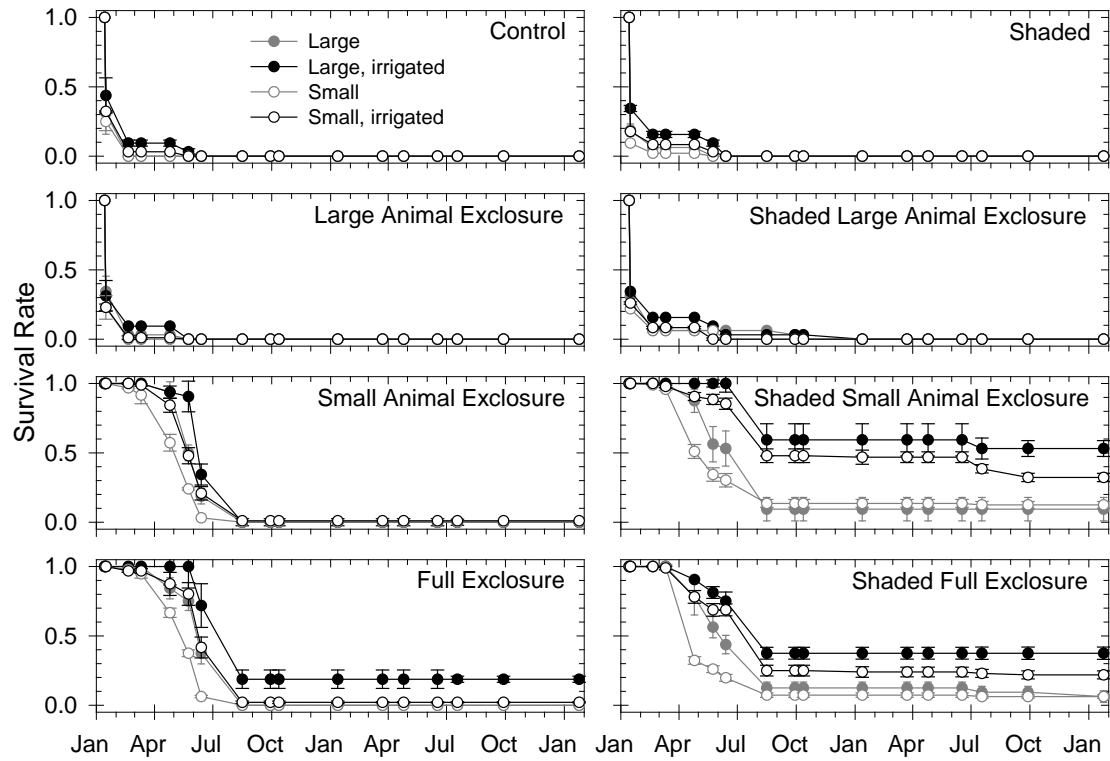 Survival Rate
1.0
0.5
0.0
Control
Large
Large, irrigated
Small
Small, irrigated
Shaded
1.0
0.5
0.0
Large Animal Exclosure
Shaded Large Animal Exclosure
1.0
0.5
0.0
Small Animal Exclosure
Shaded Small Animal Exclosure
1.0
0.5
0.0
Full Exclosure
Shaded Full Exclosure
Jan Apr Jul Oct Jan Apr Jul Oct Jan Jan Apr Jul Oct Jan Apr Jul Oct Jan